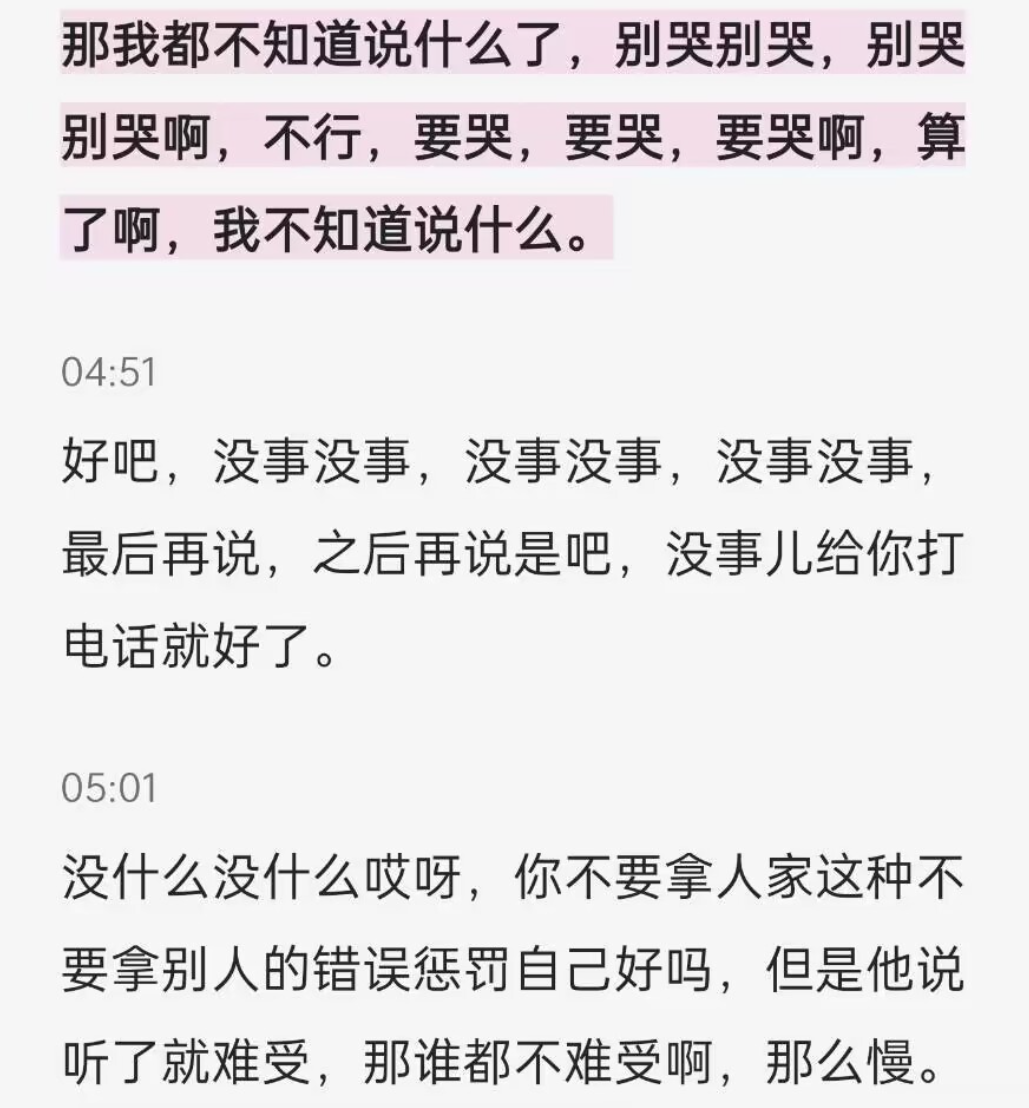 那我都不知道说什么了，别哭别哭，别哭
别哭啊，不行，要哭，要哭，要哭啊，算
了啊，我不知道说什么。
04:51
好吧，没事没事，没事没事，没事没事，
最后再说，之后再说是吧，没事儿给你打
电话就好了。
05:01
没什么没什么哎呀，你不要拿人家这种不
要拿别人的错误惩罚自己好吗，但是他说
听了就难受，那谁都不难受啊，那么慢。